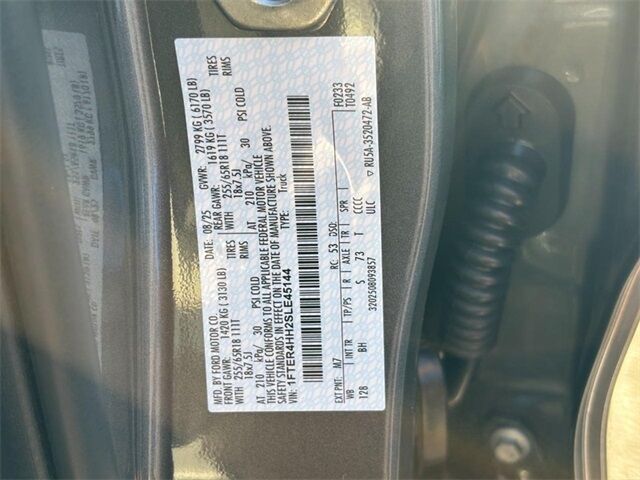 MFD. BY FORD MOTOR CO.
DATE: 08/25
GVWR: 2799 KG ( 6170 LB)
FRONT GAWR: 1420 KG ( 3130 LB)
REAR GAWR: 1619 KG ( 3570 LB)
WITH 255/65R18 111T TIRES
WITH 255/65R18 111T TIRES
18x7.5J RIMS
18x7.5J RIMS
AT 210 kPa/ 30 PSI COLD
AT 210 kPa/ 30 PSI COLD
THIS VEHICLE CONFORMS TO ALL APPLICABLE FEDERAL MOTOR VEHICLE
SAFETY STANDARDS IN EFFECT ON THE DATE OF MANUFACTURE SHOWN ABOVE.
VIN: 1FTER4HH2SLE45144
TYPE: Truck
EXT PNT: M7
RC: 53 DSO:
F0233
T0492
WB INT TR TP/PS R AXLE TR SPR
128 BH S 73 T CCCC
ULC
3202508093857
RU5A-3520472-AB